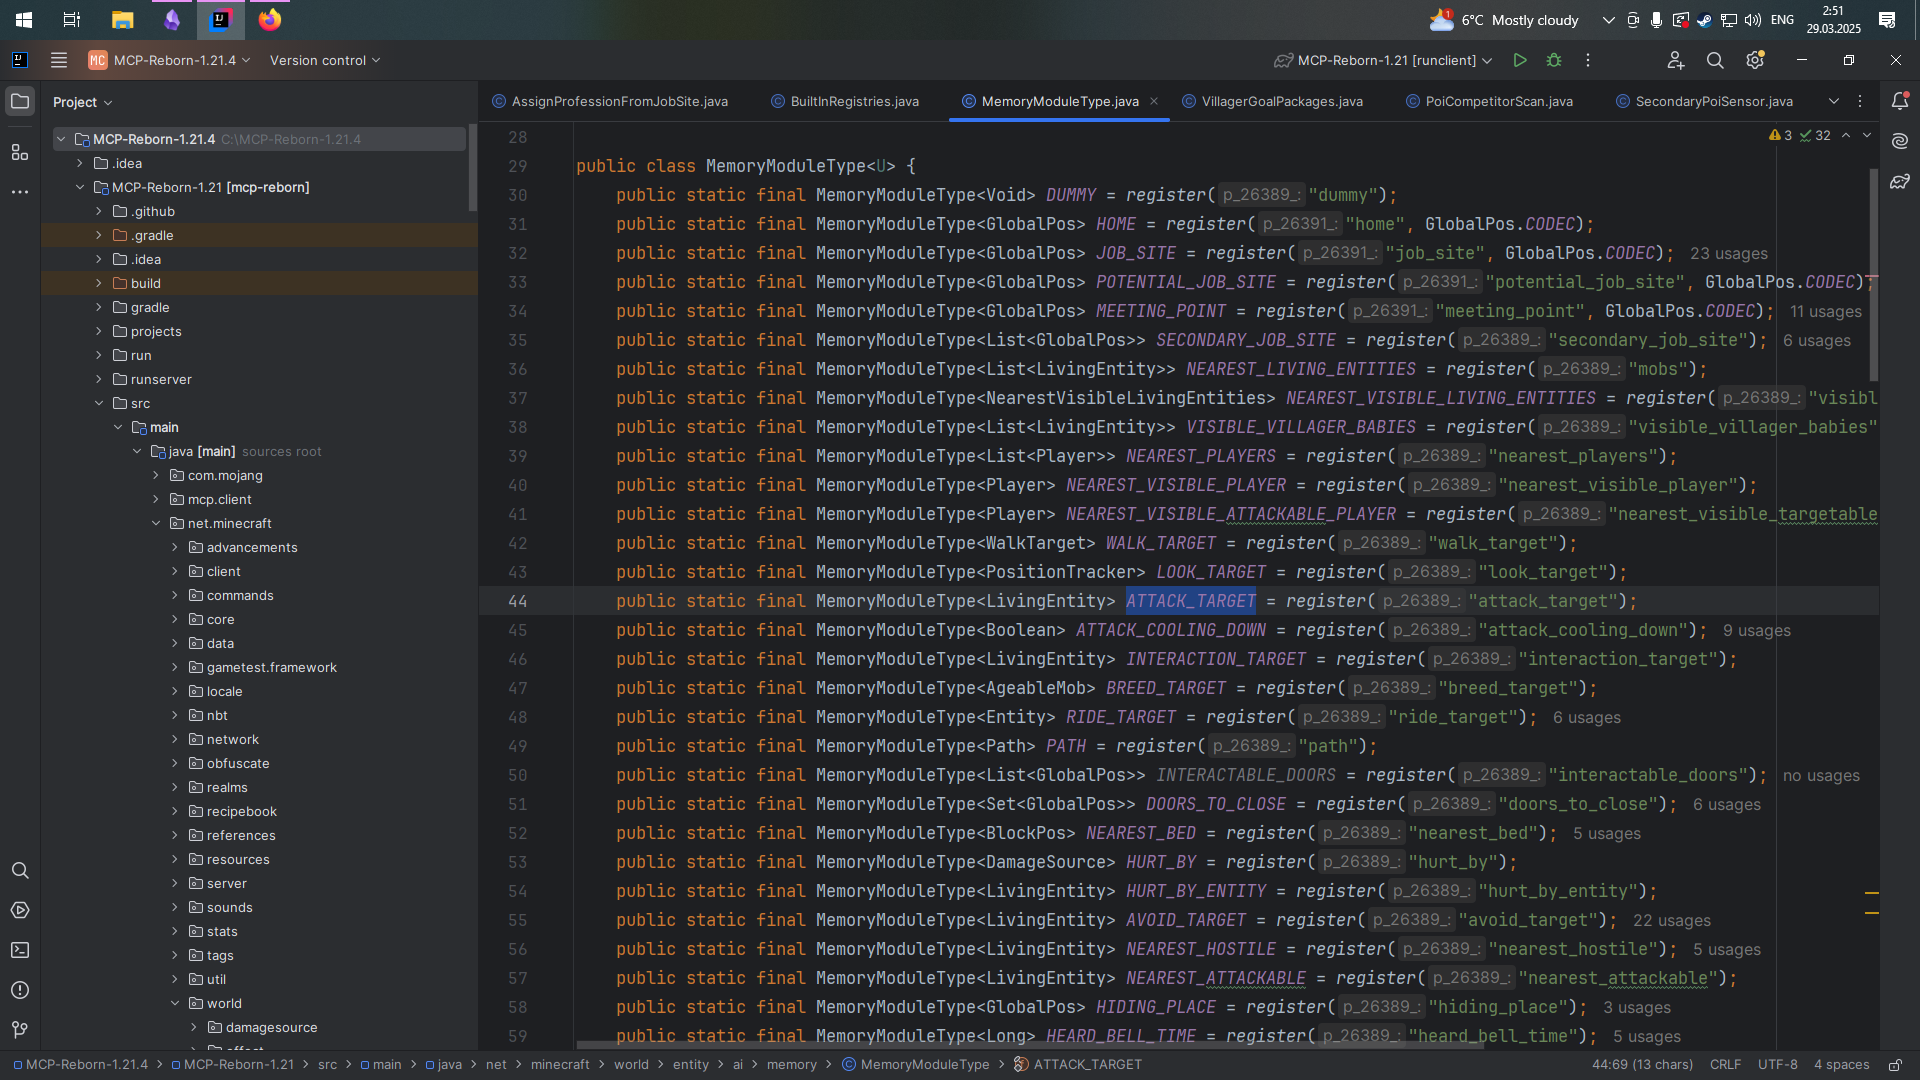 1
6°C Mostly cloudy
ENG
2:51
29.03.2025
MC
MCP-Reborn-1.21.4
Version control
MCP-Reborn-1.21 [runclient]
Project
AssignProfessionFromJobSite.java
BuiltInRegistries.java
MemoryModuleType.java
VillagerGoalPackages.java
PoiCompetitorScan.java
SecondaryPoiSensor.java
MCP-Reborn-1.21.4 C:\MCP-Reborn-1.21.4
.idea
MCP-Reborn-1.21 [mcp-reborn]
.github
.gradle
.idea
build
gradle
projects
run
runserver
src
main
java [main] sources root
com.mojang
mcp.client
net.minecraft
advancements
client
commands
core
data
gametest.framework
locale
nbt
network
obfuscate
realms
recipebook
references
resources
server
sounds
stats
tags
util
world
damagesource
3 32
28
29 public class MemoryModuleType<U> {
30 public static final MemoryModuleType<Void> DUMMY = register( p_26389_: "dummy");
31 public static final MemoryModuleType<GlobalPos> HOME = register( p_26391_: "home", GlobalPos.CODEC);
32 public static final MemoryModuleType<GlobalPos> JOB_SITE = register( p_26391_: "job_site", GlobalPos.CODEC); 23 usages
33 public static final MemoryModuleType<GlobalPos> POTENTIAL_JOB_SITE = register( p_26391_: "potential_job_site", GlobalPos.CODEC);
34 public static final MemoryModuleType<GlobalPos> MEETING_POINT = register( p_26391_: "meeting_point", GlobalPos.CODEC); 11 usages
35 public static final MemoryModuleType<List<GlobalPos>> SECONDARY_JOB_SITE = register( p_26389_: "secondary_job_site"); 6 usages
36 public static final MemoryModuleType<List<LivingEntity>> NEAREST_LIVING_ENTITIES = register( p_26389_: "mobs");
37 public static final MemoryModuleType<NearestVisibleLivingEntities> NEAREST_VISIBLE_LIVING_ENTITIES = register( p_26389_: "visibl
38 public static final MemoryModuleType<List<LivingEntity>> VISIBLE_VILLAGER_BABIES = register( p_26389_: "visible_villager_babies"
39 public static final MemoryModuleType<List<Player>> NEAREST_PLAYERS = register( p_26389_: "nearest_players");
40 public static final MemoryModuleType<Player> NEAREST_VISIBLE_PLAYER = register( p_26389_: "nearest_visible_player");
41 public static final MemoryModuleType<Player> NEAREST_VISIBLE_ATTACKABLE_PLAYER = register( p_26389_: "nearest_visible_targetable
42 public static final MemoryModuleType<WalkTarget> WALK_TARGET = register( p_26389_: "walk_target");
43 public static final MemoryModuleType<PositionTracker> LOOK_TARGET = register( p_26389_: "look_target");
44 public static final MemoryModuleType<LivingEntity> ATTACK_TARGET = register( p_26389_: "attack_target");
45 public static final MemoryModuleType<Boolean> ATTACK_COOLING_DOWN = register( p_26389_: "attack_cooling_down"); 9 usages
46 public static final MemoryModuleType<LivingEntity> INTERACTION_TARGET = register( p_26389_: "interaction_target");
47 public static final MemoryModuleType<AgeableMob> BREED_TARGET = register( p_26389_: "breed_target");
48 public static final MemoryModuleType<Entity> RIDE_TARGET = register( p_26389_: "ride_target"); 6 usages
49 public static final MemoryModuleType<Path> PATH = register( p_26389_: "path");
50 public static final MemoryModuleType<List<GlobalPos>> INTERACTABLE_DOORS = register( p_26389_: "interactable_doors"); no usages
51 public static final MemoryModuleType<Set<GlobalPos>> DOORS_TO_CLOSE = register( p_26389_: "doors_to_close"); 6 usages
52 public static final MemoryModuleType<BlockPos> NEAREST_BED = register( p_26389_: "nearest_bed"); 5 usages
53 public static final MemoryModuleType<DamageSource> HURT_BY = register( p_26389_: "hurt_by");
54 public static final MemoryModuleType<LivingEntity> HURT_BY_ENTITY = register( p_26389_: "hurt_by_entity");
55 public static final MemoryModuleType<LivingEntity> AVOID_TARGET = register( p_26389_: "avoid_target"); 22 usages
56 public static final MemoryModuleType<LivingEntity> NEAREST_HOSTILE = register( p_26389_: "nearest_hostile"); 5 usages
57 public static final MemoryModuleType<LivingEntity> NEAREST_ATTACKABLE = register( p_26389_: "nearest_attackable");
58 public static final MemoryModuleType<GlobalPos> HIDING_PLACE = register( p_26389_: "hiding_place"); 3 usages
59 public static final MemoryModuleType<Long> HEARD_BELL_TIME = register( p_26389_: "heard_bell_time"); 5 usages
MCP-Reborn-1.21.4 > MCP-Reborn-1.21 > src > main > java > net > minecraft > world > entity > ai > memory > MemoryModuleType > ATTACK_TARGET
44:69 (13 chars) CRLF UTF-8 4 spaces